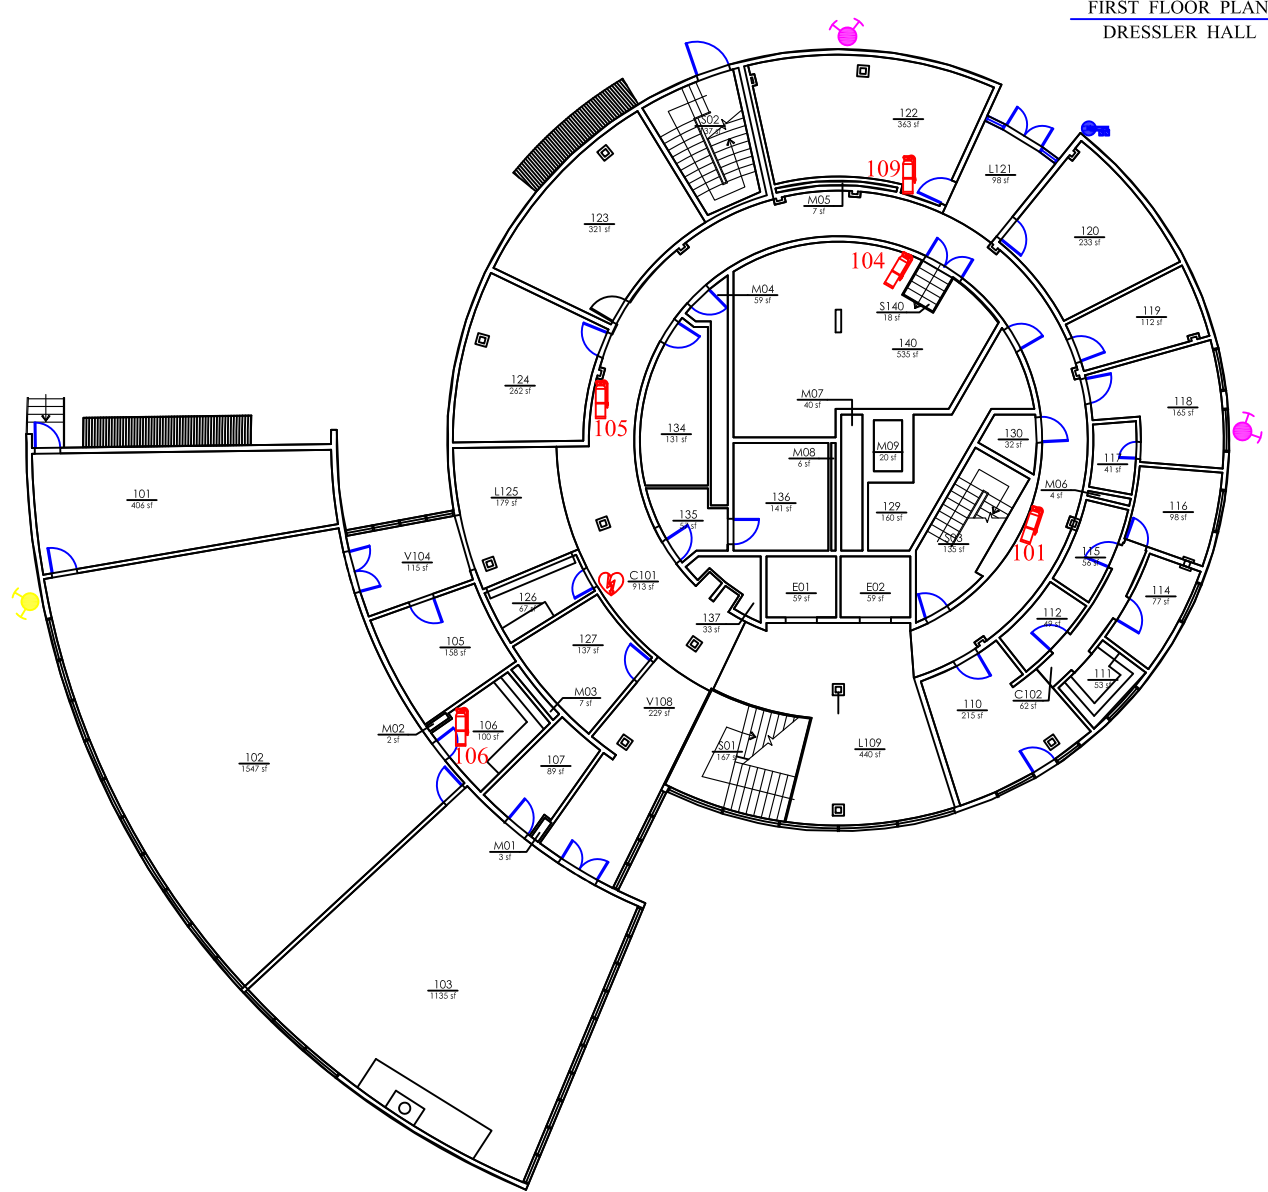 FIRST FLOOR PLAN
DRESSLER HALL
122
363 sf
S02
137 sf
L121
98 sf
109
M05
7 sf
123
321 sf
120
233 sf
104
M04
59 sf
S140
18 sf
119
112 sf
140
535 sf
124
262 sf
M07
40 sf
118
165 sf
105
134
131 sf
130
32 sf
M09
20 sf
M08
6 sf
117
41 sf
M06
4 sf
101
406 sf
L125
179 sf
136
141 sf
135
129
160 sf
116
98 sf
S03
135 sf
101
V104
115 sf
115
56 sf
C101
913 sf
E01
59 sf
E02
59 sf
114
77 sf
126
67 sf
112
137
33 sf
105
158 sf
127
137 sf
111
53 sf
C102
62 sf
M03
7 sf
V108
229 sf
110
215 sf
M02
2 sf
106
100 sf
106
S01
167 sf
L109
440 sf
102
1547 sf
107
89 sf
M01
3 sf
103
1135 sf